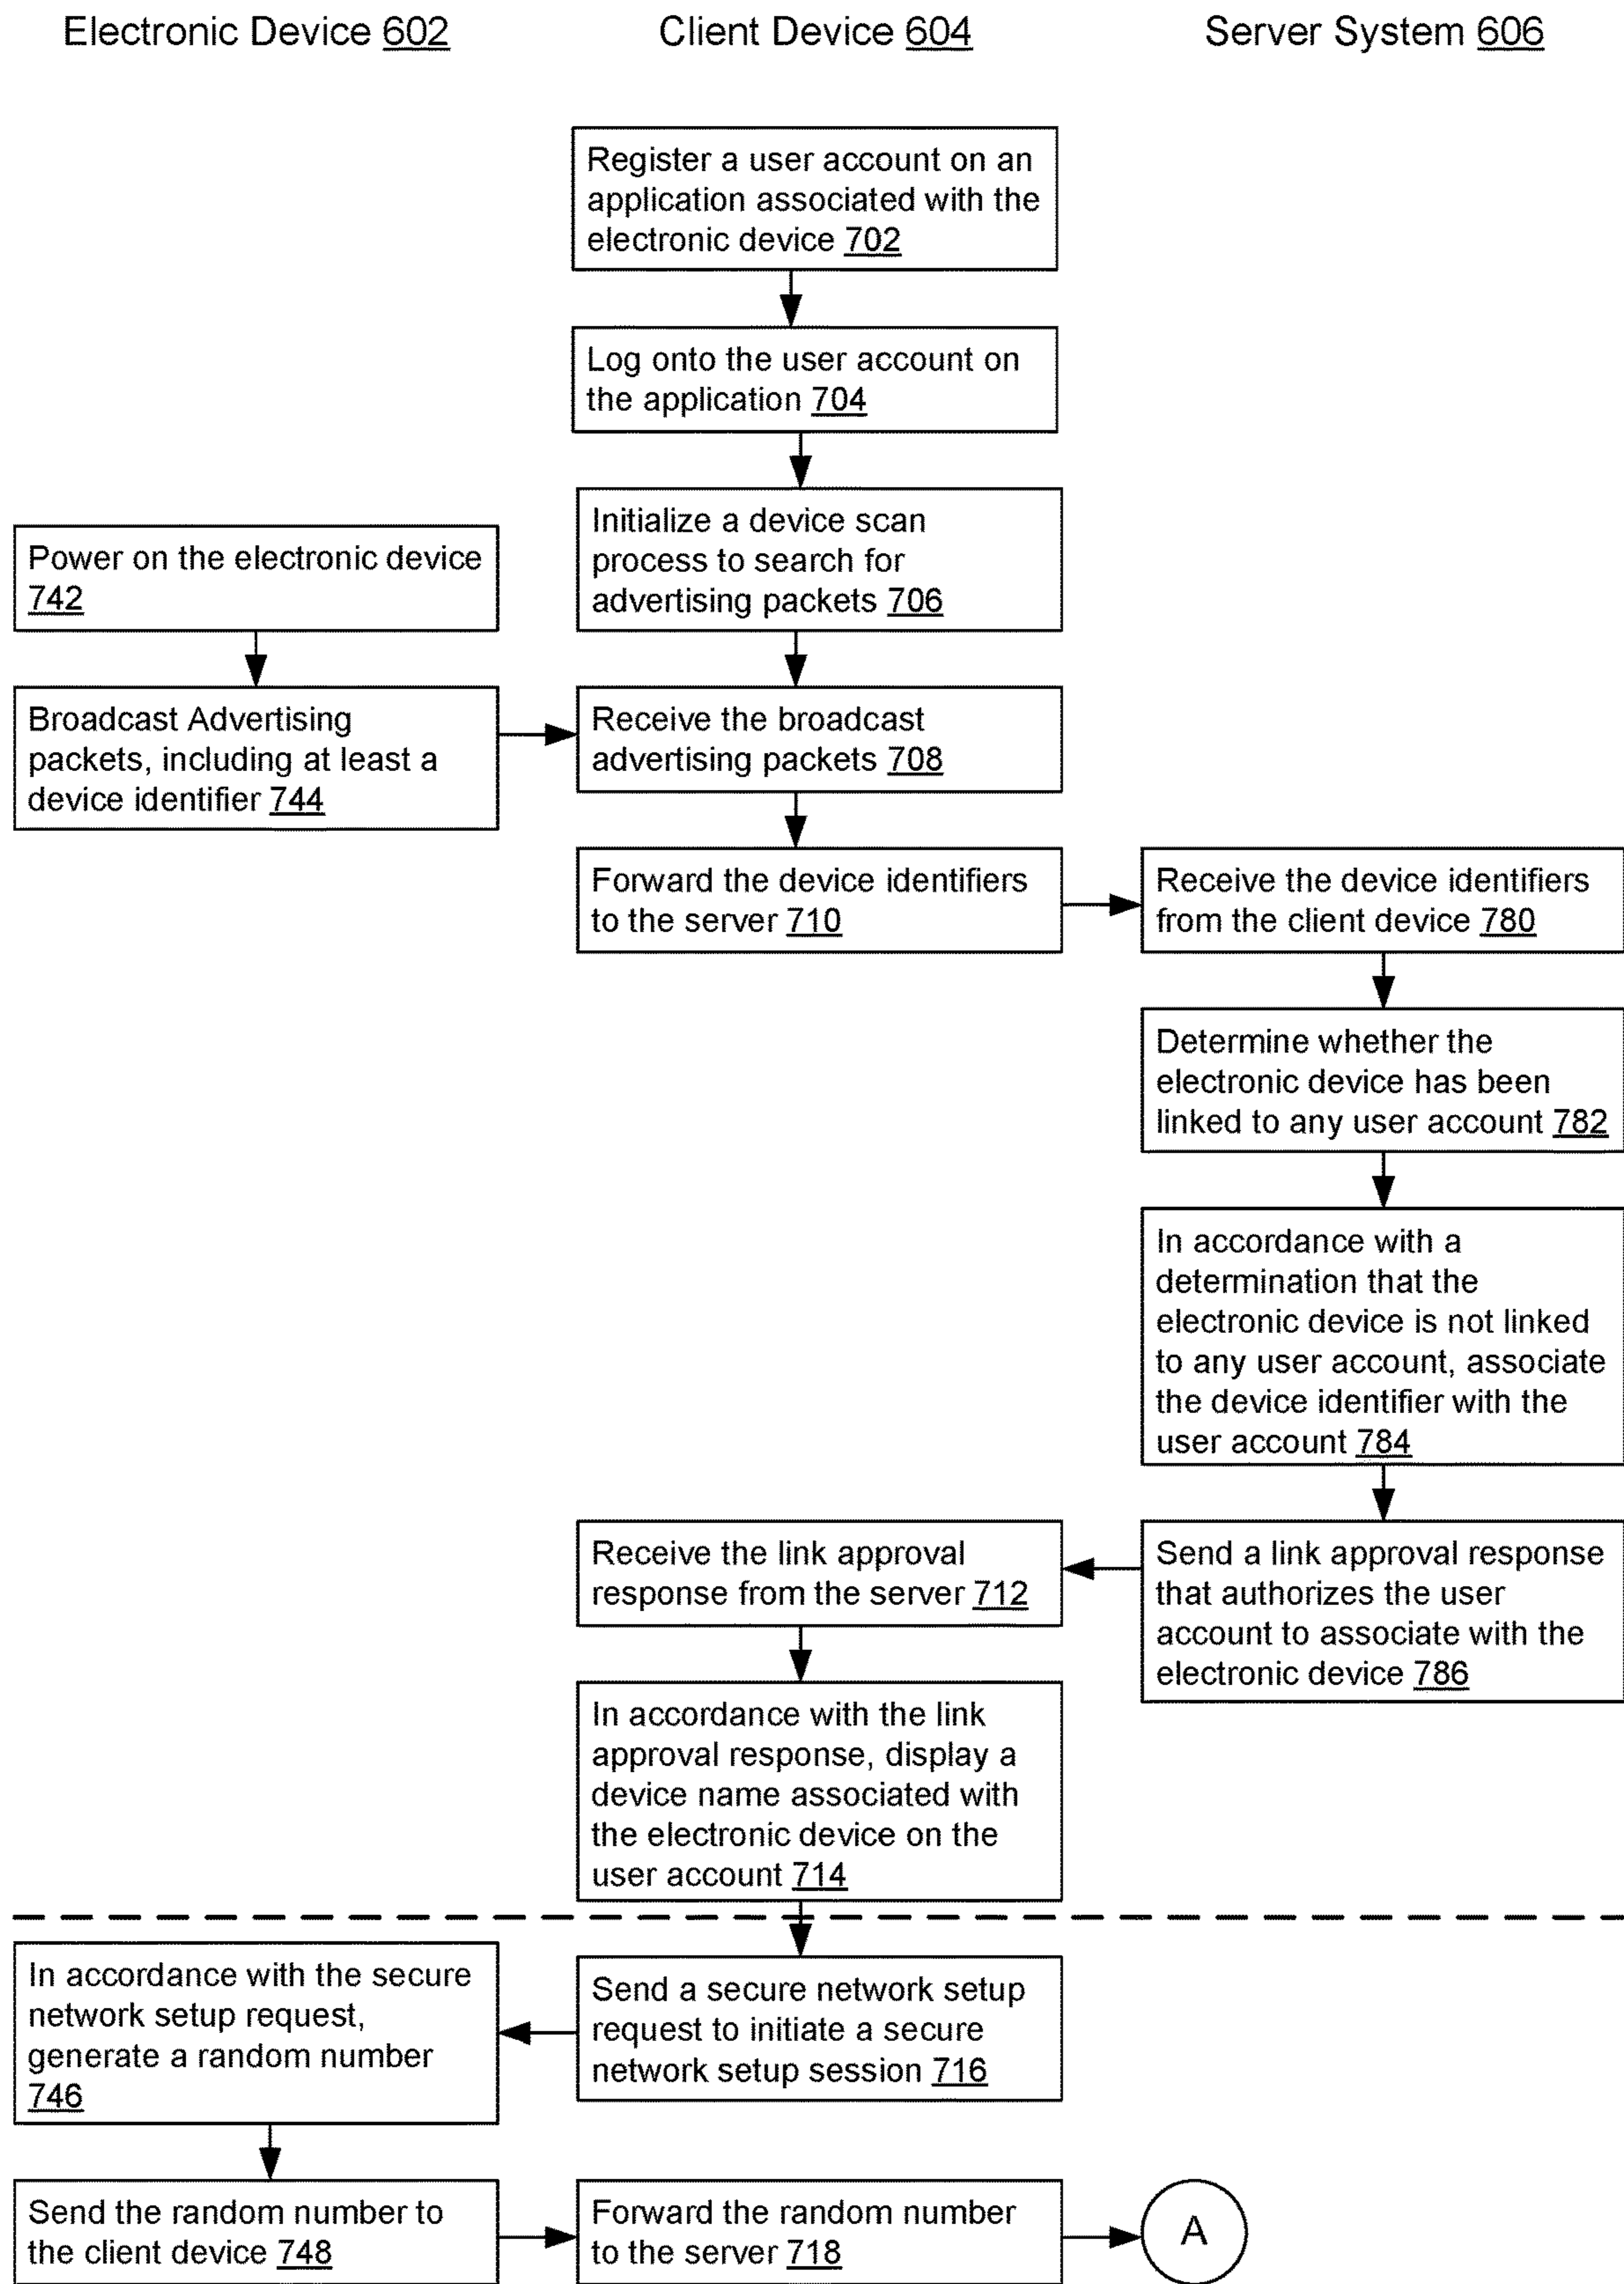 Electronic Device 602
Client Device 604
Server System 606
Register a user account on an
application associated with the
electronic device 702
Log onto the user account on
the application 704
Initialize a device scan
process to search for
advertising packets 706
Power on the electronic device
742
Broadcast Advertising
packets, including at least a
device identifier 744
Receive the broadcast
advertising packets 708
Forward the device identifiers
to the server 710
Receive the device identifiers
from the client device 780
Determine whether the
electronic device has been
linked to any user account 782
In accordance with a
determination that the
electronic device is not linked
to any user account, associate
the device identifier with the
user account 784
Send a link approval response
that authorizes the user
account to associate with the
electronic device 786
Receive the link approval
response from the server 712
In accordance with the link
approval response, display a
device name associated with
the electronic device on the
user account 714
Send a secure network setup
request to initiate a secure
network setup session 716
In accordance with the secure
network setup request,
generate a random number
746
Send the random number to
the client device 748
Forward the random number
to the server 718
A